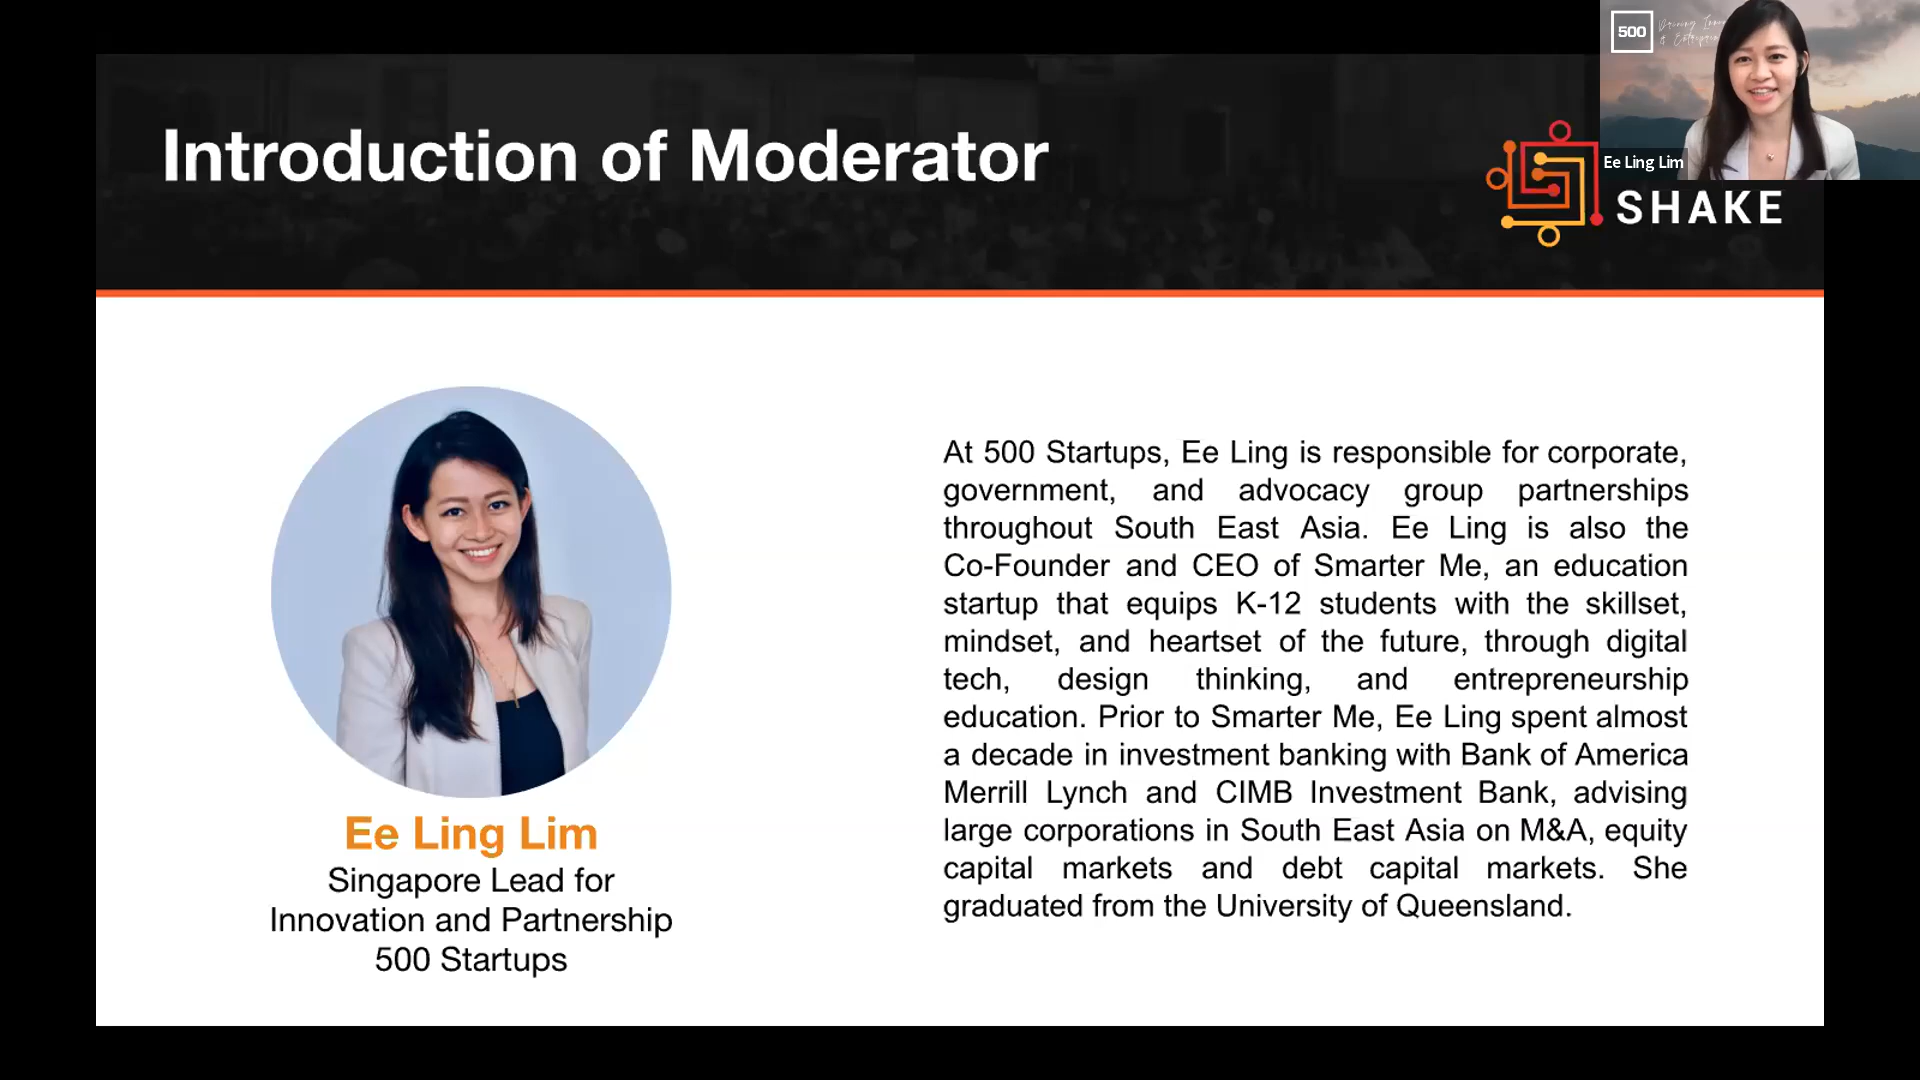 500
Introduction of Moderator
Ee Ling Lim
SHAKE
At 500 Startups, Ee Ling is responsible for corporate,
government, and advocacy group partnerships
throughout South East Asia. Ee Ling is also the
Co-Founder and CEO of Smarter Me, an education
startup that equips K-12 students with the skillset,
mindset, and heartset of the future, through digital
tech, design thinking, and entrepreneurship
education. Prior to Smarter Me, Ee Ling spent almost
a decade in investment banking with Bank of America
Merrill Lynch and CIMB Investment Bank, advising
large corporations in South East Asia on M&A, equity
capital markets and debt capital markets. She
graduated from the University of Queensland.
Ee Ling Lim
Singapore Lead for
Innovation and Partnership
500 Startups